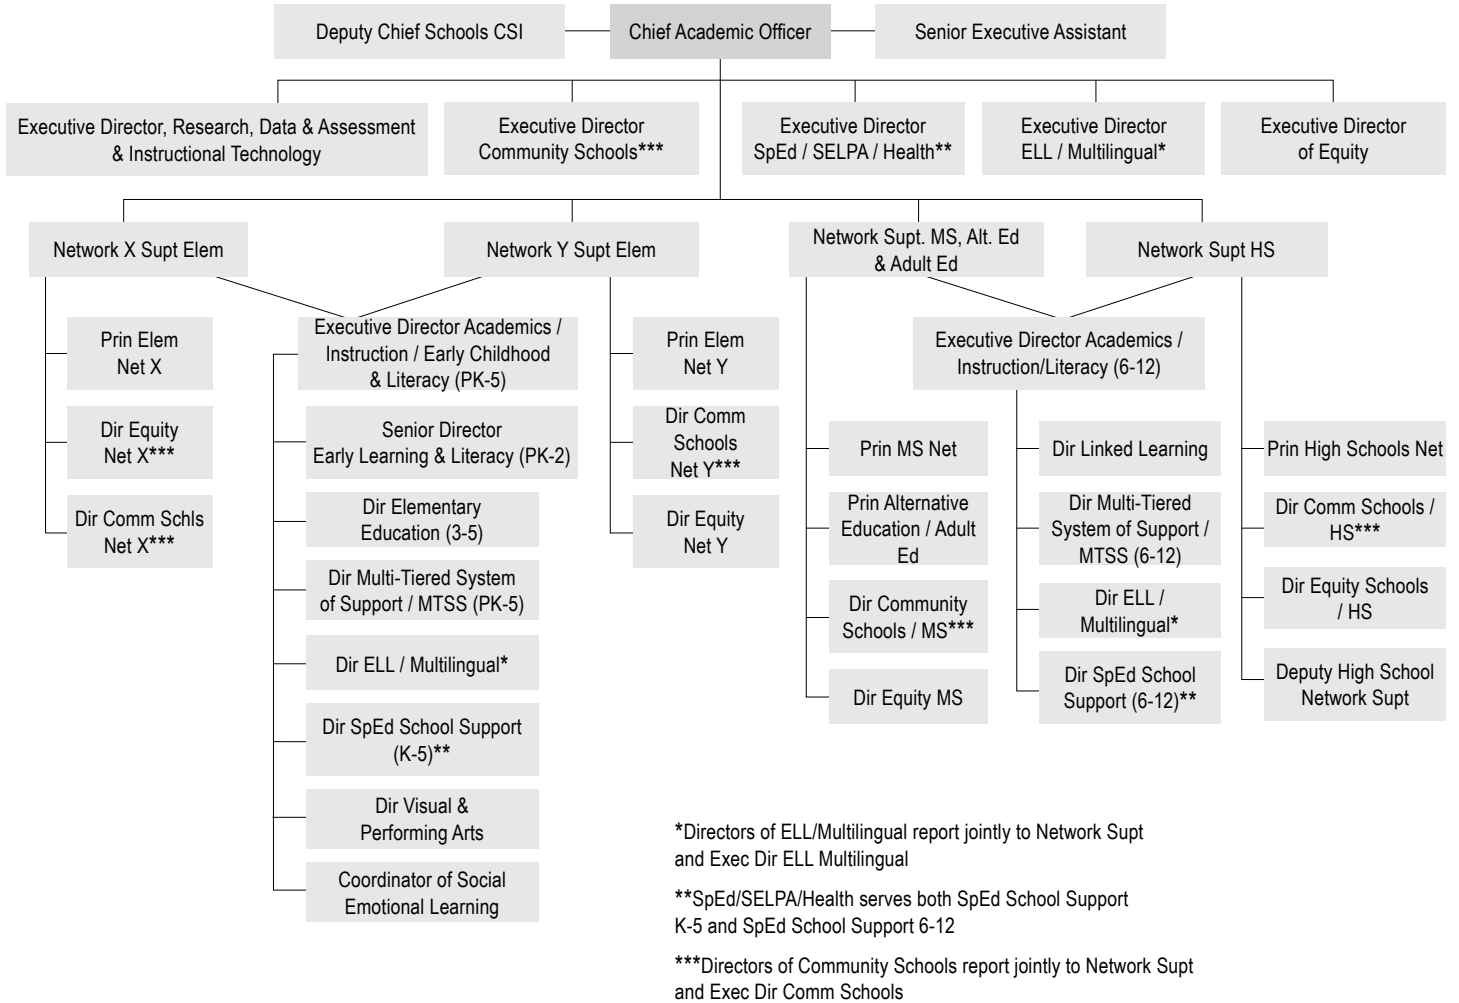 Deputy Chief Schools CSI
Chief Academic Officer
Senior Executive Assistant
Executive Director, Research, Data & Assessment
& Instructional Technology
Executive Director
Community Schools***
Executive Director
SpEd / SELPA / Health**
Executive Director
ELL / Multilingual*
Executive Director
of Equity
Network X Supt Elem
Network Y Supt Elem
Network Supt. MS, Alt. Ed
& Adult Ed
Network Supt HS
Prin Elem
Net X
Dir Equity
Net X***
Dir Comm Schls
Net X***
Executive Director Academics /
Instruction / Early Childhood
& Literacy (PK-5)
Senior Director
Early Learning & Literacy (PK-2)
Dir Elementary
Education (3-5)
Dir Multi-Tiered System
of Support / MTSS (PK-5)
Dir ELL / Multilingual*
Dir SpEd School Support
(K-5)**
Dir Visual &
Performing Arts
Coordinator of Social
Emotional Learning
Prin Elem
Net Y
Dir Comm
Schools
Net Y***
Dir Equity
Net Y
Executive Director Academics /
Instruction/Literacy (6-12)
Prin MS Net
Prin Alternative
Education / Adult
Ed
Dir Community
Schools / MS***
Dir Equity MS
Dir Linked Learning
Dir Multi-Tiered
System of Support /
MTSS (6-12)
Dir ELL /
Multilingual*
Dir SpEd School
Support (6-12)**
Prin High Schools Net
Dir Comm Schools /
HS***
Dir Equity Schools
/ HS
Deputy High School
Network Supt
*Directors of ELL/Multilingual report jointly to Network Supt
and Exec Dir ELL Multilingual
**SpEd/SELPA/Health serves both SpEd School Support
K-5 and SpEd School Support 6-12
***Directors of Community Schools report jointly to Network Supt
and Exec Dir Comm Schools